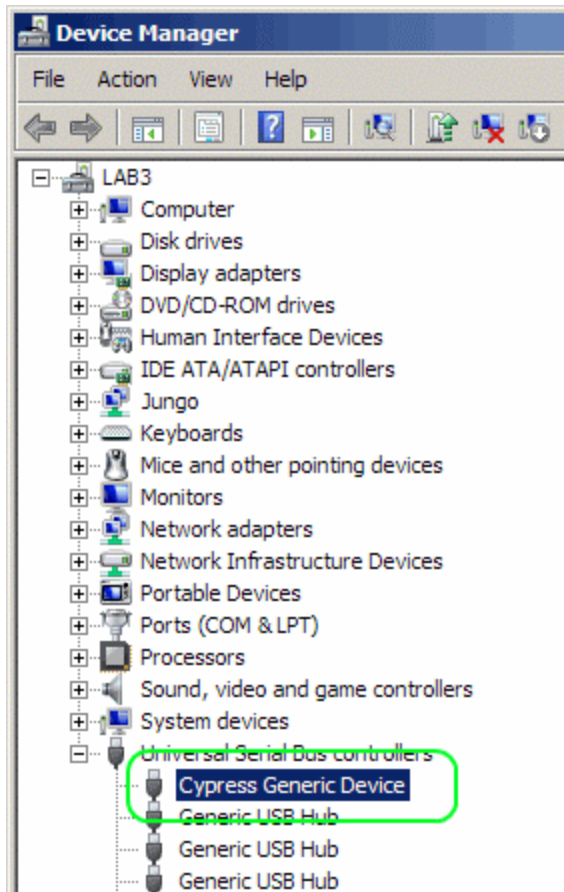 Device Manager
File Action View Help
LAB3
Computer
Disk drives
Display adapters
DVD/CD-ROM drives
Human Interface Devices
IDE ATA/ATAPI controllers
Jungo
Keyboards
Mice and other pointing devices
Monitors
Network adapters
Network Infrastructure Devices
Portable Devices
Ports (COM & LPT)
Processors
Sound, video and game controllers
System devices
Universal Serial Bus controllers
Cypress Generic Device
Generic USB Hub
Generic USB Hub
Generic USB Hub